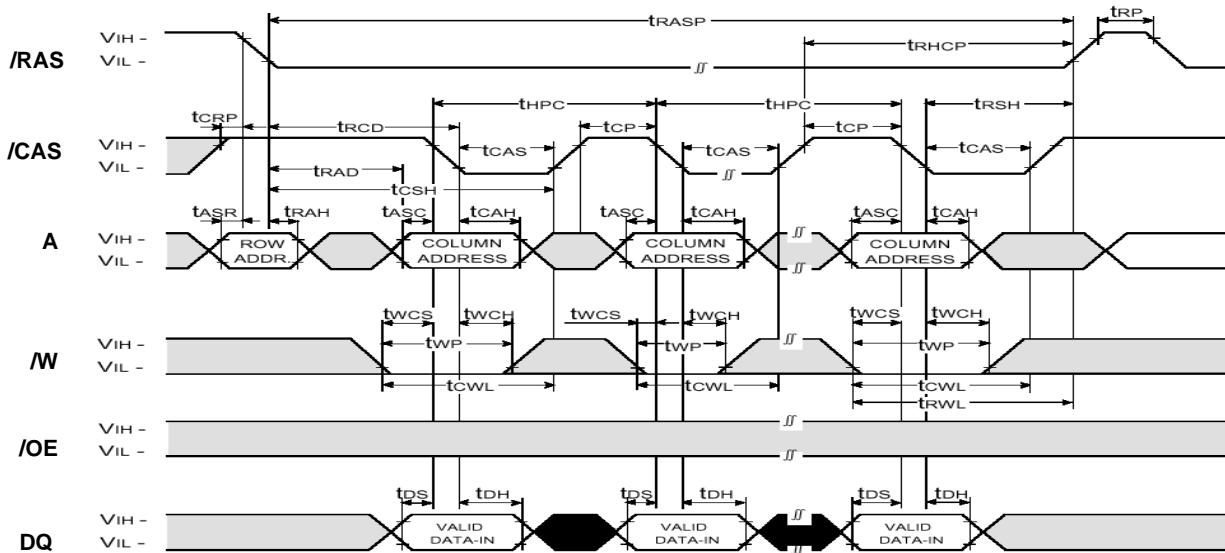 tRASP
tRP
VIH –
/RAS
VIL –
tRHCP
tHPC
tHPC
tRSH
tCRP
tRCD
tCP
tCP
VIH –
/CAS
VIL –
tCAS
tCAS
tCAS
tRAD
tCSH
tASR
tRAH
tASC
tCAH
tASC
tCAH
tASC
tCAH
VIH –
A
VIL –
ROW
ADDR.
COLUMN
ADDRESS
COLUMN
ADDRESS
COLUMN
ADDRESS
tWCS
tWCH
tWCS
tWCH
tWCS
tWCH
tWP
tWP
tWP
VIH –
/W
VIL –
tCWL
tCWL
tCWL
tRWL
VIH –
/OE
VIL –
tDS
tDH
tDS
tDH
tDS
tDH
VIH –
DQ
VIL –
VALID
DATA-IN
VALID
DATA-IN
VALID
DATA-IN